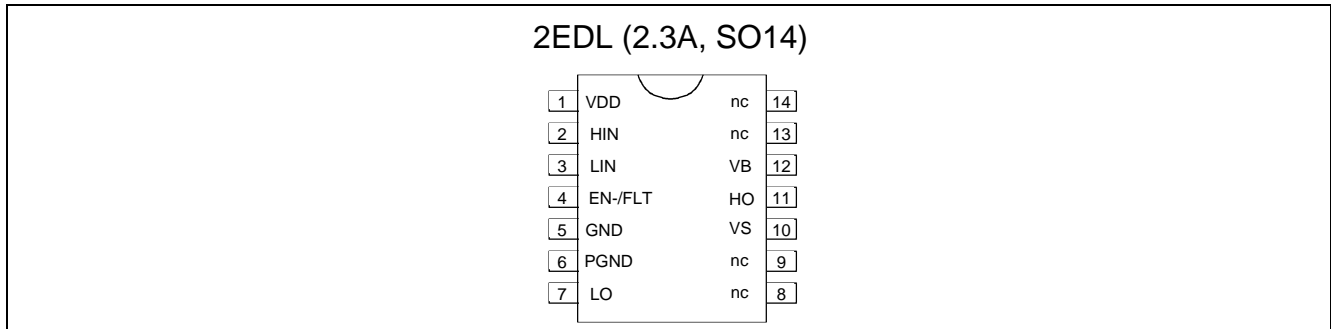 2EDL (2.3A, SO14)
1 VDD nc 14
2 HIN nc 13
3 LIN VB 12
4 EN-/FLT HO 11
5 GND VS 10
6 PGND nc 9
7 LO nc 8